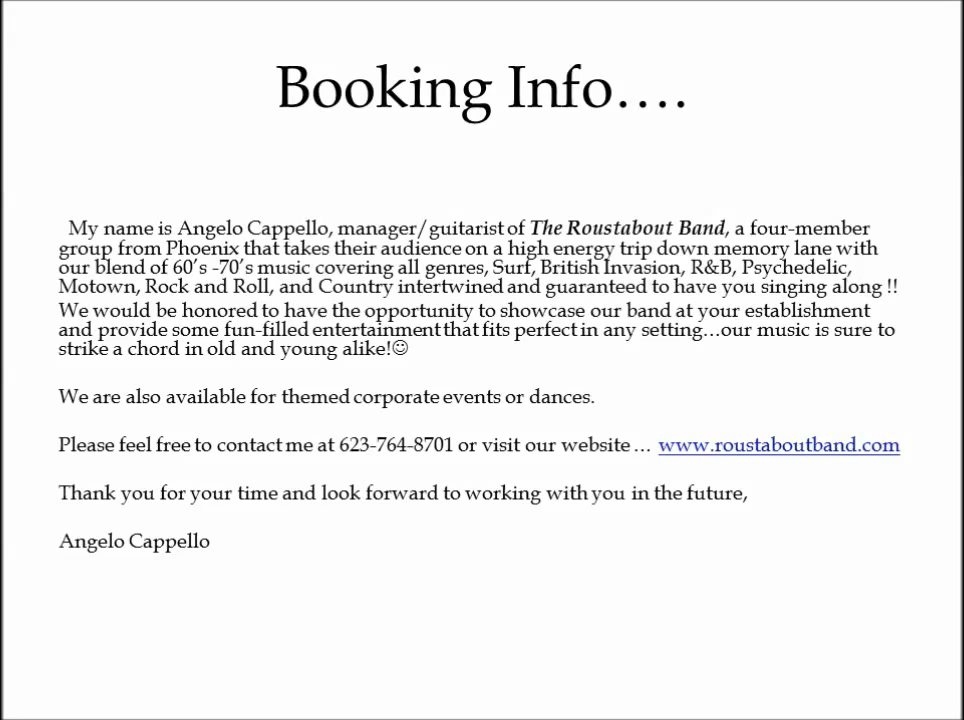 Booking Info....
My name is Angelo Cappello, manager/guitarist of The Roustabout Band, a four-member
group from Phoenix that takes their audience on a high energy trip down memory lane with
our blend of 60's -70's music covering all genres, Surf, British Invasion, R&B, Psychedelic,
Motown, Rock and Roll, and Country intertwined and guaranteed to have you singing along !!
We would be honored to have the opportunity to showcase our band at your establishment
and provide some fun-filled entertainment that fits perfect in any setting...our music is sure to
strike a chord in old and young alike!☺
We are also available for themed corporate events or dances.
Please feel free to contact me at 623-764-8701 or visit our website ... www.roustaboutband.com
Thank you for your time and look forward to working with you in the future,
Angelo Cappello